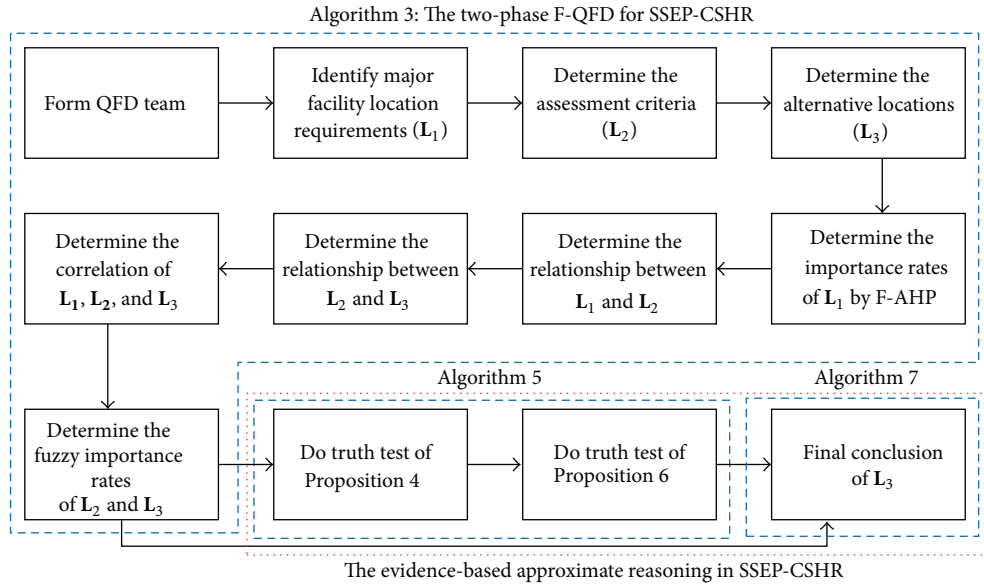 Algorithm 3: The two-phase F-QFD for SSEP-CSHR
Form QFD team
Identify major
facility location
requirements (L₁)
Determine the
assessment criteria
(L₂)
Determine the
alternative locations
(L₃)
Determine the
importance rates
of L₁ by F-AHP
Determine the
relationship between
L₁ and L₂
Determine the
relationship between
L₂ and L₃
Determine the
correlation of
L₁, L₂, and L₃
Determine the
fuzzy importance
rates
of L₂ and L₃
Algorithm 5
Do truth test of
Proposition 4
Do truth test of
Proposition 6
Algorithm 7
Final conclusion
of L₃
The evidence-based approximate reasoning in SSEP-CSHR